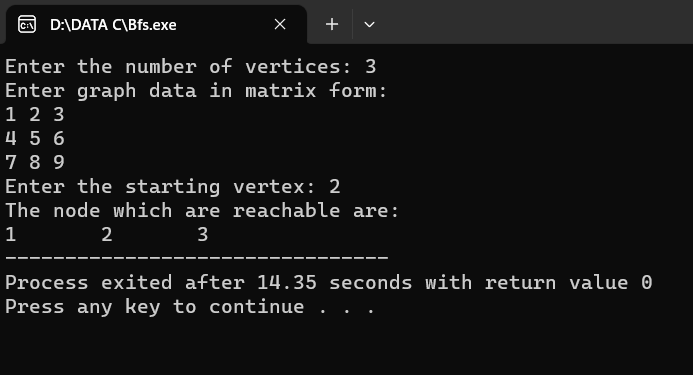 D:\DATA C\Bfs.exe
Enter the number of vertices: 3
Enter graph data in matrix form:
1 2 3
4 5 6
7 8 9
Enter the starting vertex: 2
The node which are reachable are:
1       2       3
--------------------------------
Process exited after 14.35 seconds with return value 0
Press any key to continue . . .